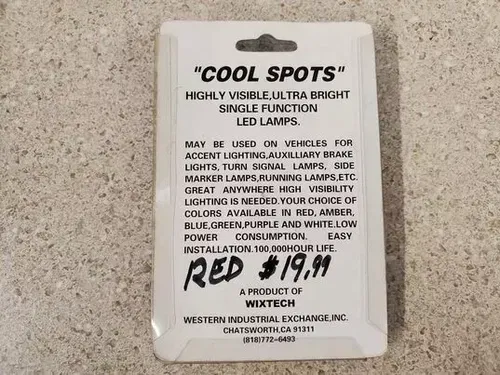 "COOL SPOTS"
HIGHLY VISIBLE,ULTRA BRIGHT
SINGLE FUNCTION
LED LAMPS.
MAY BE USED ON VEHICLES FOR
ACCENT LIGHTING,AUXILLIARY BRAKE
LIGHTS, TURN SIGNAL LAMPS, SIDE
MARKER LAMPS,RUNNING LAMPS,ETC.
GREAT ANYWHERE HIGH VISIBILITY
LIGHTING IS NEEDED.YOUR CHOICE OF
COLORS AVAILABLE IN RED, AMBER,
BLUE,GREEN,PURPLE AND WHITE.LOW
POWER CONSUMPTION. EASY
INSTALLATION.100,000HOUR LIFE.
RED $19,99
A PRODUCT OF
WIXTECH
WESTERN INDUSTRIAL EXCHANGE,INC.
CHATSWORTH,CA 91311
(818)772-6493